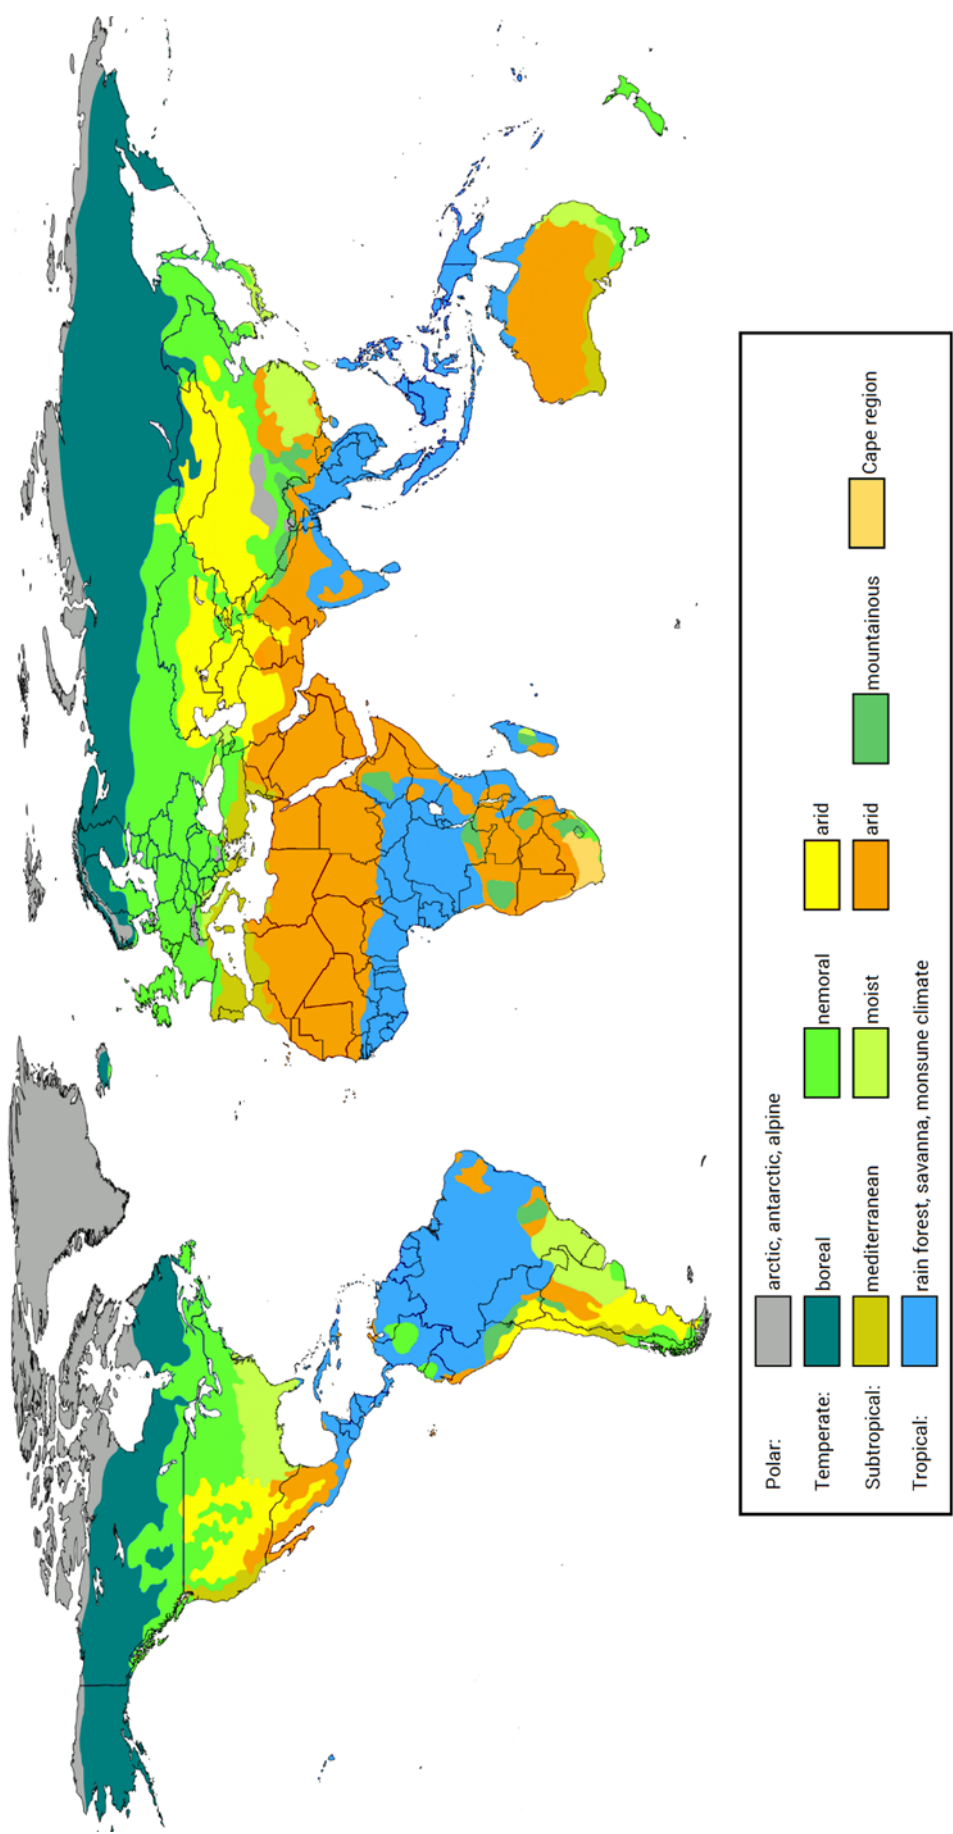 Polar: arctic, antarctic, alpine
Temperate: boreal nemoral arid
Subtropical: mediterranean moist arid mountainous Cape region
Tropical: rain forest, savanna, monsune climate